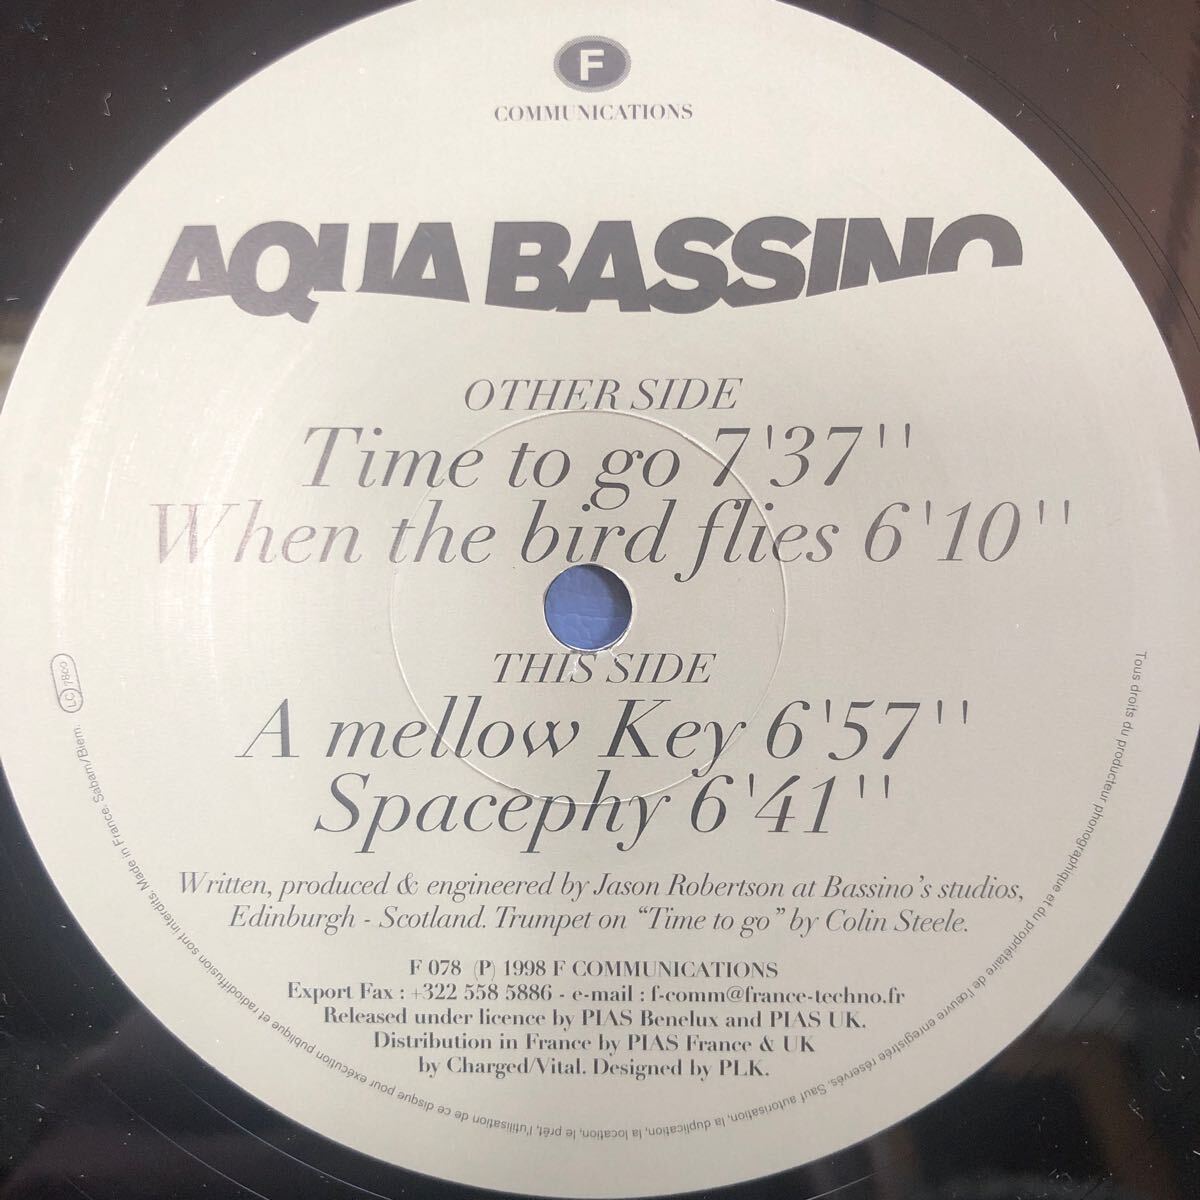 F
COMMUNICATIONS
AQUA BASSINO
OTHER SIDE
Time to go 7'37''
When the bird flies 6'10''
THIS SIDE
A mellow Key 6'57''
Spacephy 6'41''
Written, produced & engineered by Jason Robertson at Bassino's studios,
Edinburgh - Scotland. Trumpet on “Time to go” by Colin Steele.
F 078 (P) 1998 F COMMUNICATIONS
Export Fax : +322 558 5886 - e-mail : f-comm@france-techno.fr
Released under licence by PIAS Benelux and PIAS UK.
Distribution in France by PIAS France & UK
by Charged/Vital. Designed by PLK.
Tous droits du producteur phonographique et du propriétaire de l'œuvre enregistrée réservés. Sauf autorisation, la duplication, la location, le prêt, l'utilisation de ce disque pour exécution publique et radiodiffusion sont interdits. Made in France. Sabam/Biem.
LC 7800